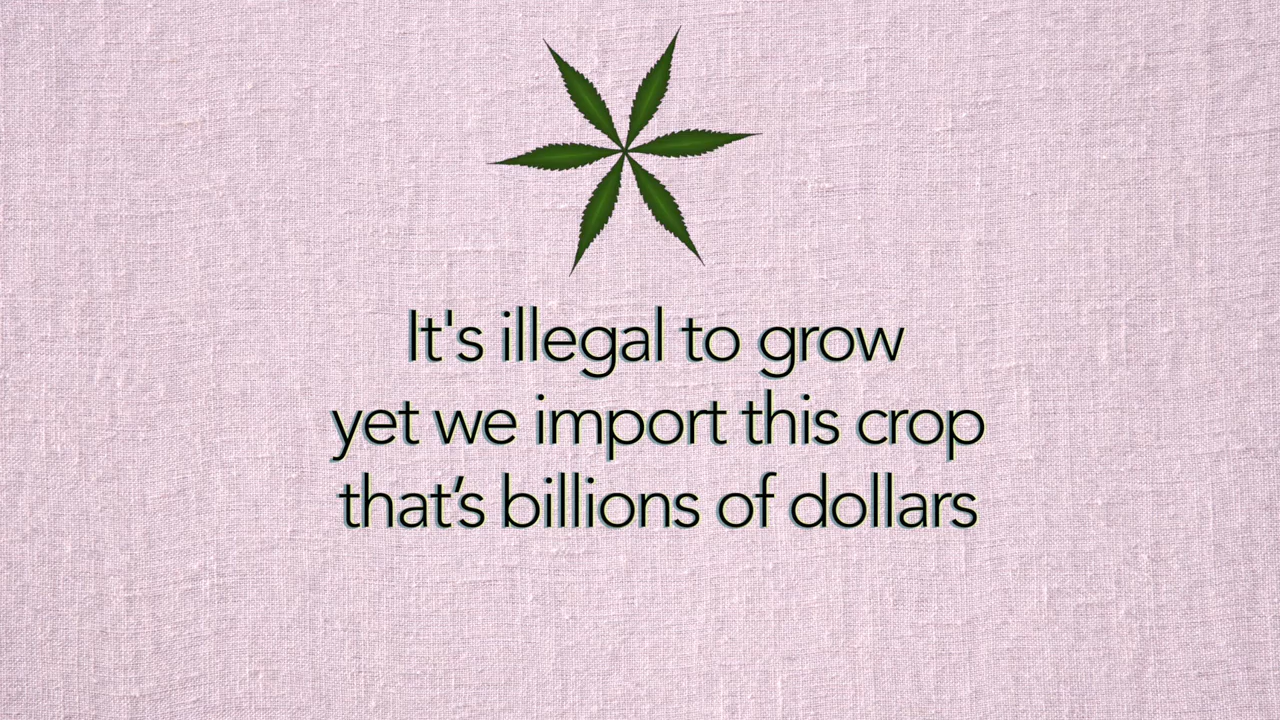 It's illegal to grow
yet we import this crop
that’s billions of dollars